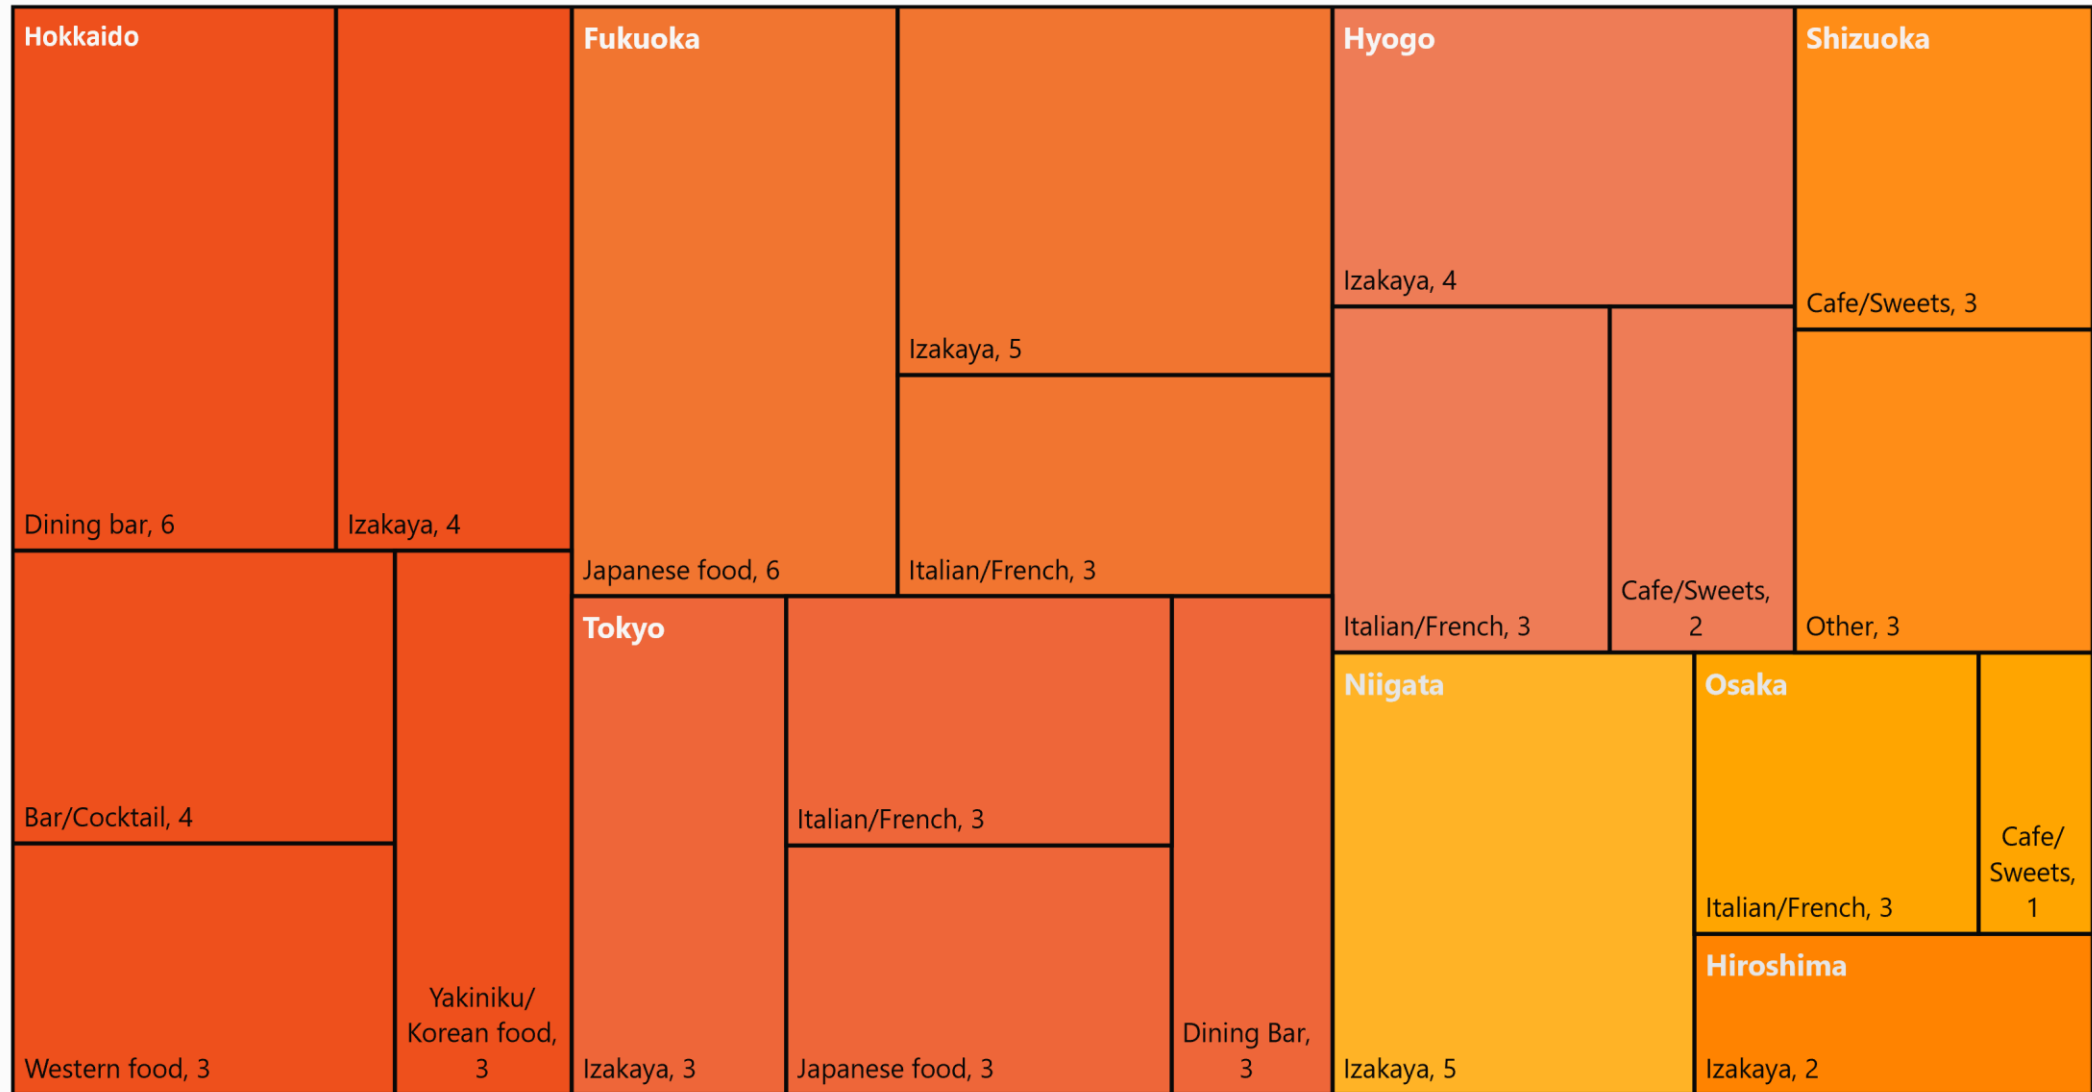 Hokkaido
Dining bar, 6
Izakaya, 4
Bar/Cocktail, 4
Western food, 3
Yakiniku/
Korean food,
3
Fukuoka
Japanese food, 6
Izakaya, 5
Italian/French, 3
Tokyo
Izakaya, 3
Italian/French, 3
Japanese food, 3
Dining Bar,
3
Hyogo
Izakaya, 4
Italian/French, 3
Cafe/Sweets,
2
Shizuoka
Cafe/Sweets, 3
Other, 3
Niigata
Izakaya, 5
Osaka
Italian/French, 3
Cafe/
Sweets,
1
Hiroshima
Izakaya, 2